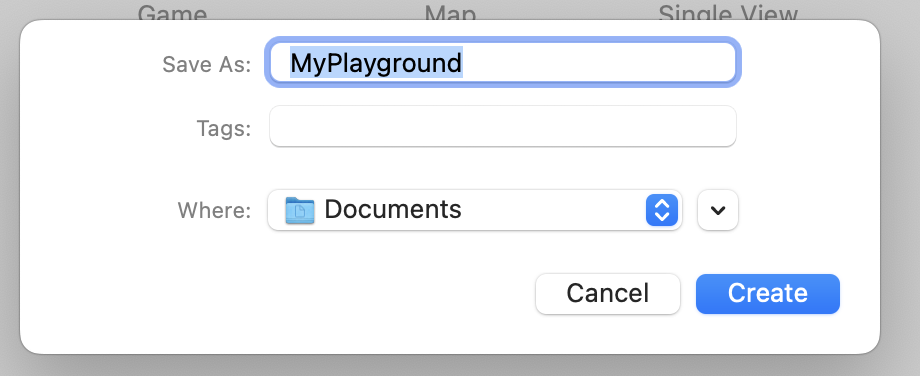 Game Map Single View
Save As: MyPlayground
Tags:
Where: Documents
Cancel Create